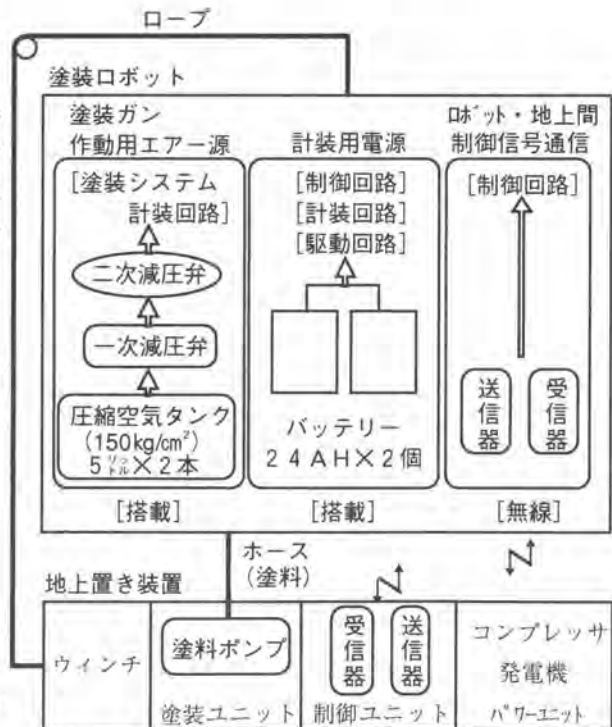 ロープ
塗装ロボット
塗装ガン
作動用エアー源
[塗装システム
計装回路]
二次減圧弁
一次減圧弁
圧縮空気タンク
(150kg/cm²)
5㍑×2本
[搭載]
計装用電源
[制御回路]
[計装回路]
[駆動回路]
バッテリー
24AH×2個
[搭載]
ﾛﾎﾞｯﾄ・地上間
制御信号通信
[制御回路]
送信器
受信器
[無線]
ホース
(塗料)
地上置き装置
ウィンチ
塗料ポンプ
塗装ユニット
受信器
送信器
制御ユニット
コンプレッサ
発電機
ﾊﾟﾜｰユニット